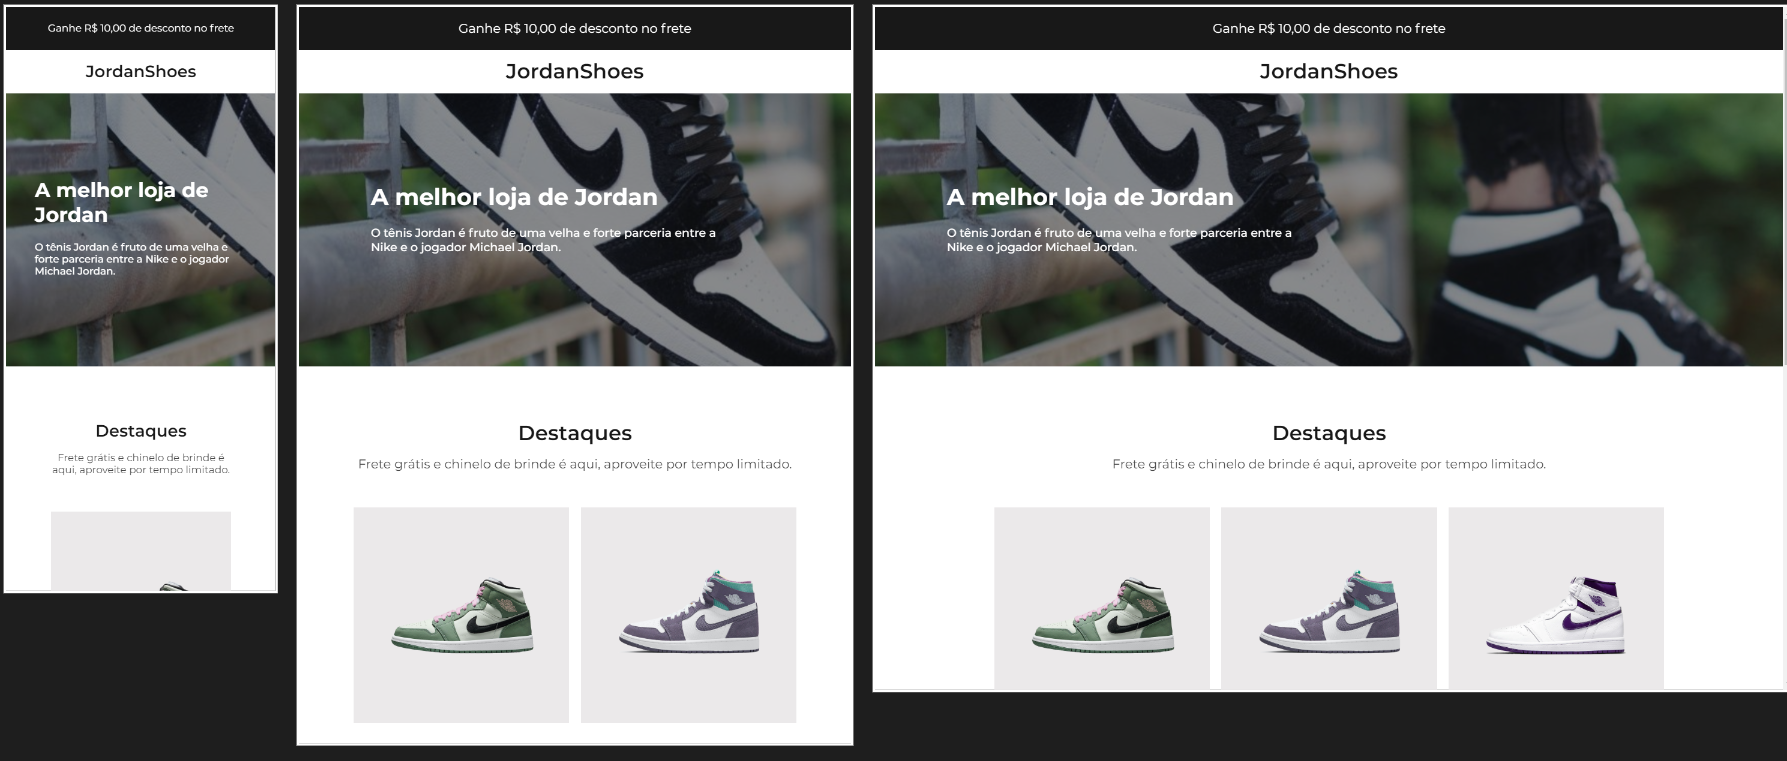 Ganhe R$ 10,00 de desconto no frete
JordanShoes
A melhor loja de
Jordan
O tênis Jordan é fruto de uma velha e
forte parceria entre a Nike e o jogador
Michael Jordan.
Destaques
Frete grátis e chinelo de brinde é
aqui, aproveite por tempo limitado.
Ganhe R$ 10,00 de desconto no frete
JordanShoes
A melhor loja de Jordan
O tênis Jordan é fruto de uma velha e forte parceria entre a
Nike e o jogador Michael Jordan.
Destaques
Frete grátis e chinelo de brinde é aqui, aproveite por tempo limitado.
Ganhe R$ 10,00 de desconto no frete
JordanShoes
A melhor loja de Jordan
O tênis Jordan é fruto de uma velha e forte parceria entre a
Nike e o jogador Michael Jordan.
Destaques
Frete grátis e chinelo de brinde é aqui, aproveite por tempo limitado.